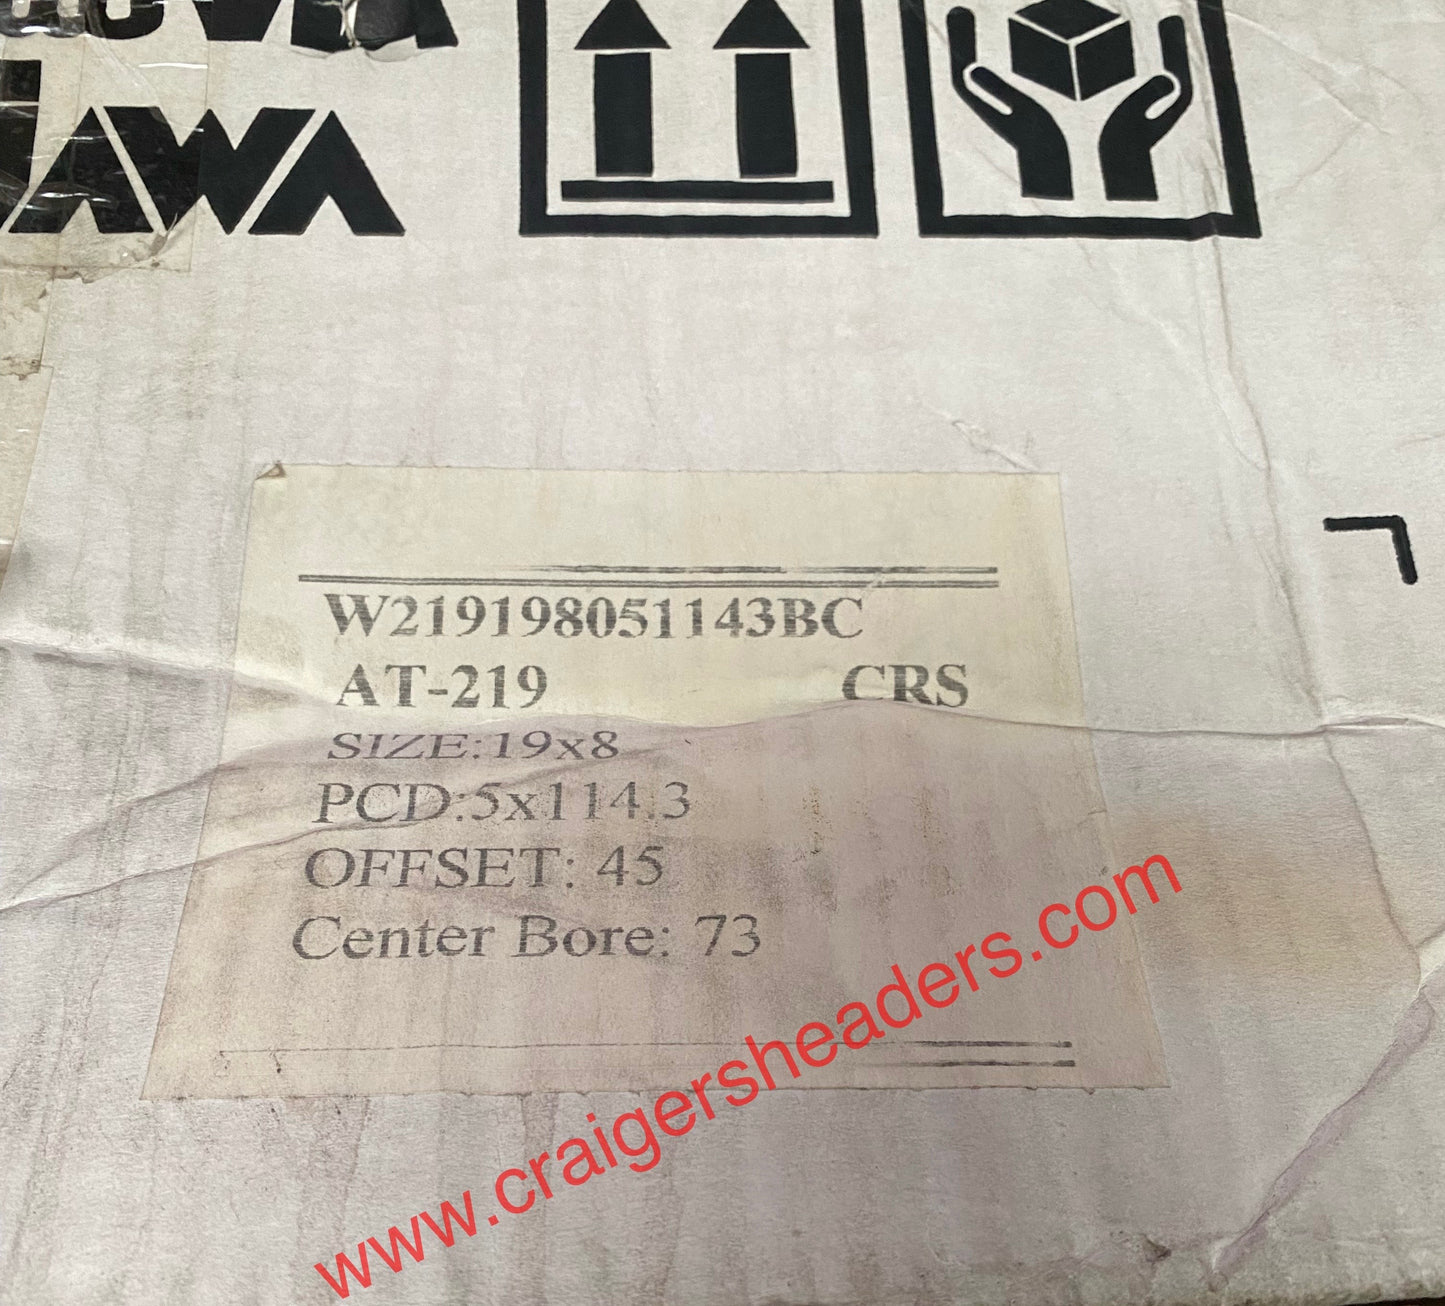 W219198051143BC
AT-219 CRS
SIZE:19x8
PCD:5x114.3
OFFSET: 45
Center Bore: 73
www.craigersheaders.com